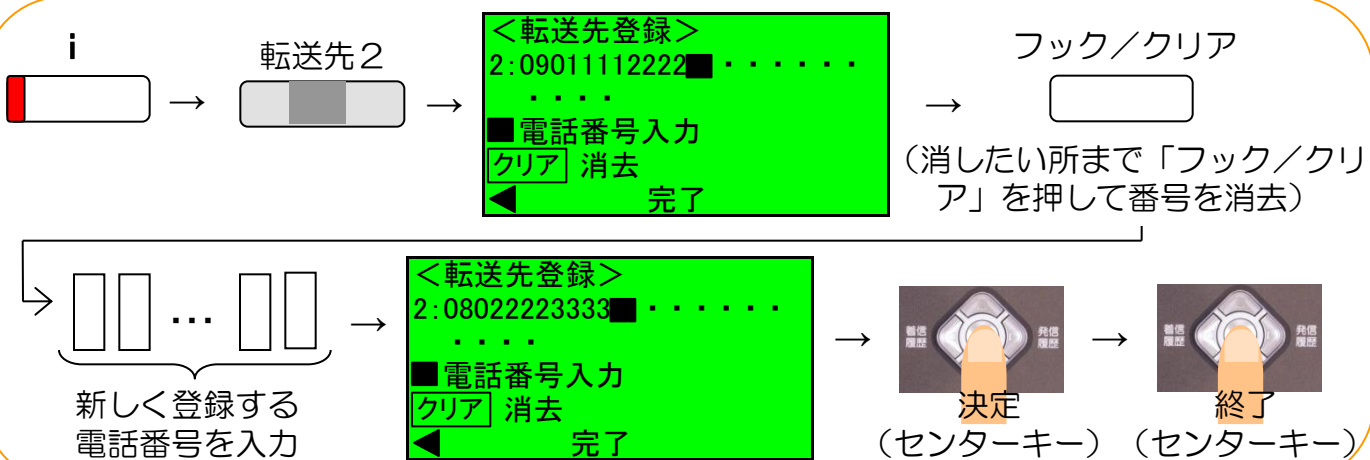 i
→
転送先２
→
＜転送先登録＞
2:09011112222■・・・・・・
・・・・
■電話番号入力
クリア 消去
◀ 完了
→
フック／クリア
（消したい所まで「フック／クリ
ア」を押して番号を消去）
…
新しく登録する
電話番号を入力
→
＜転送先登録＞
2:08022223333■・・・・・・
・・・・
■電話番号入力
クリア 消去
◀ 完了
→
着信
履歴
発信
履歴
決定
（センターキー）
→
着信
履歴
発信
履歴
終了
（センターキー）